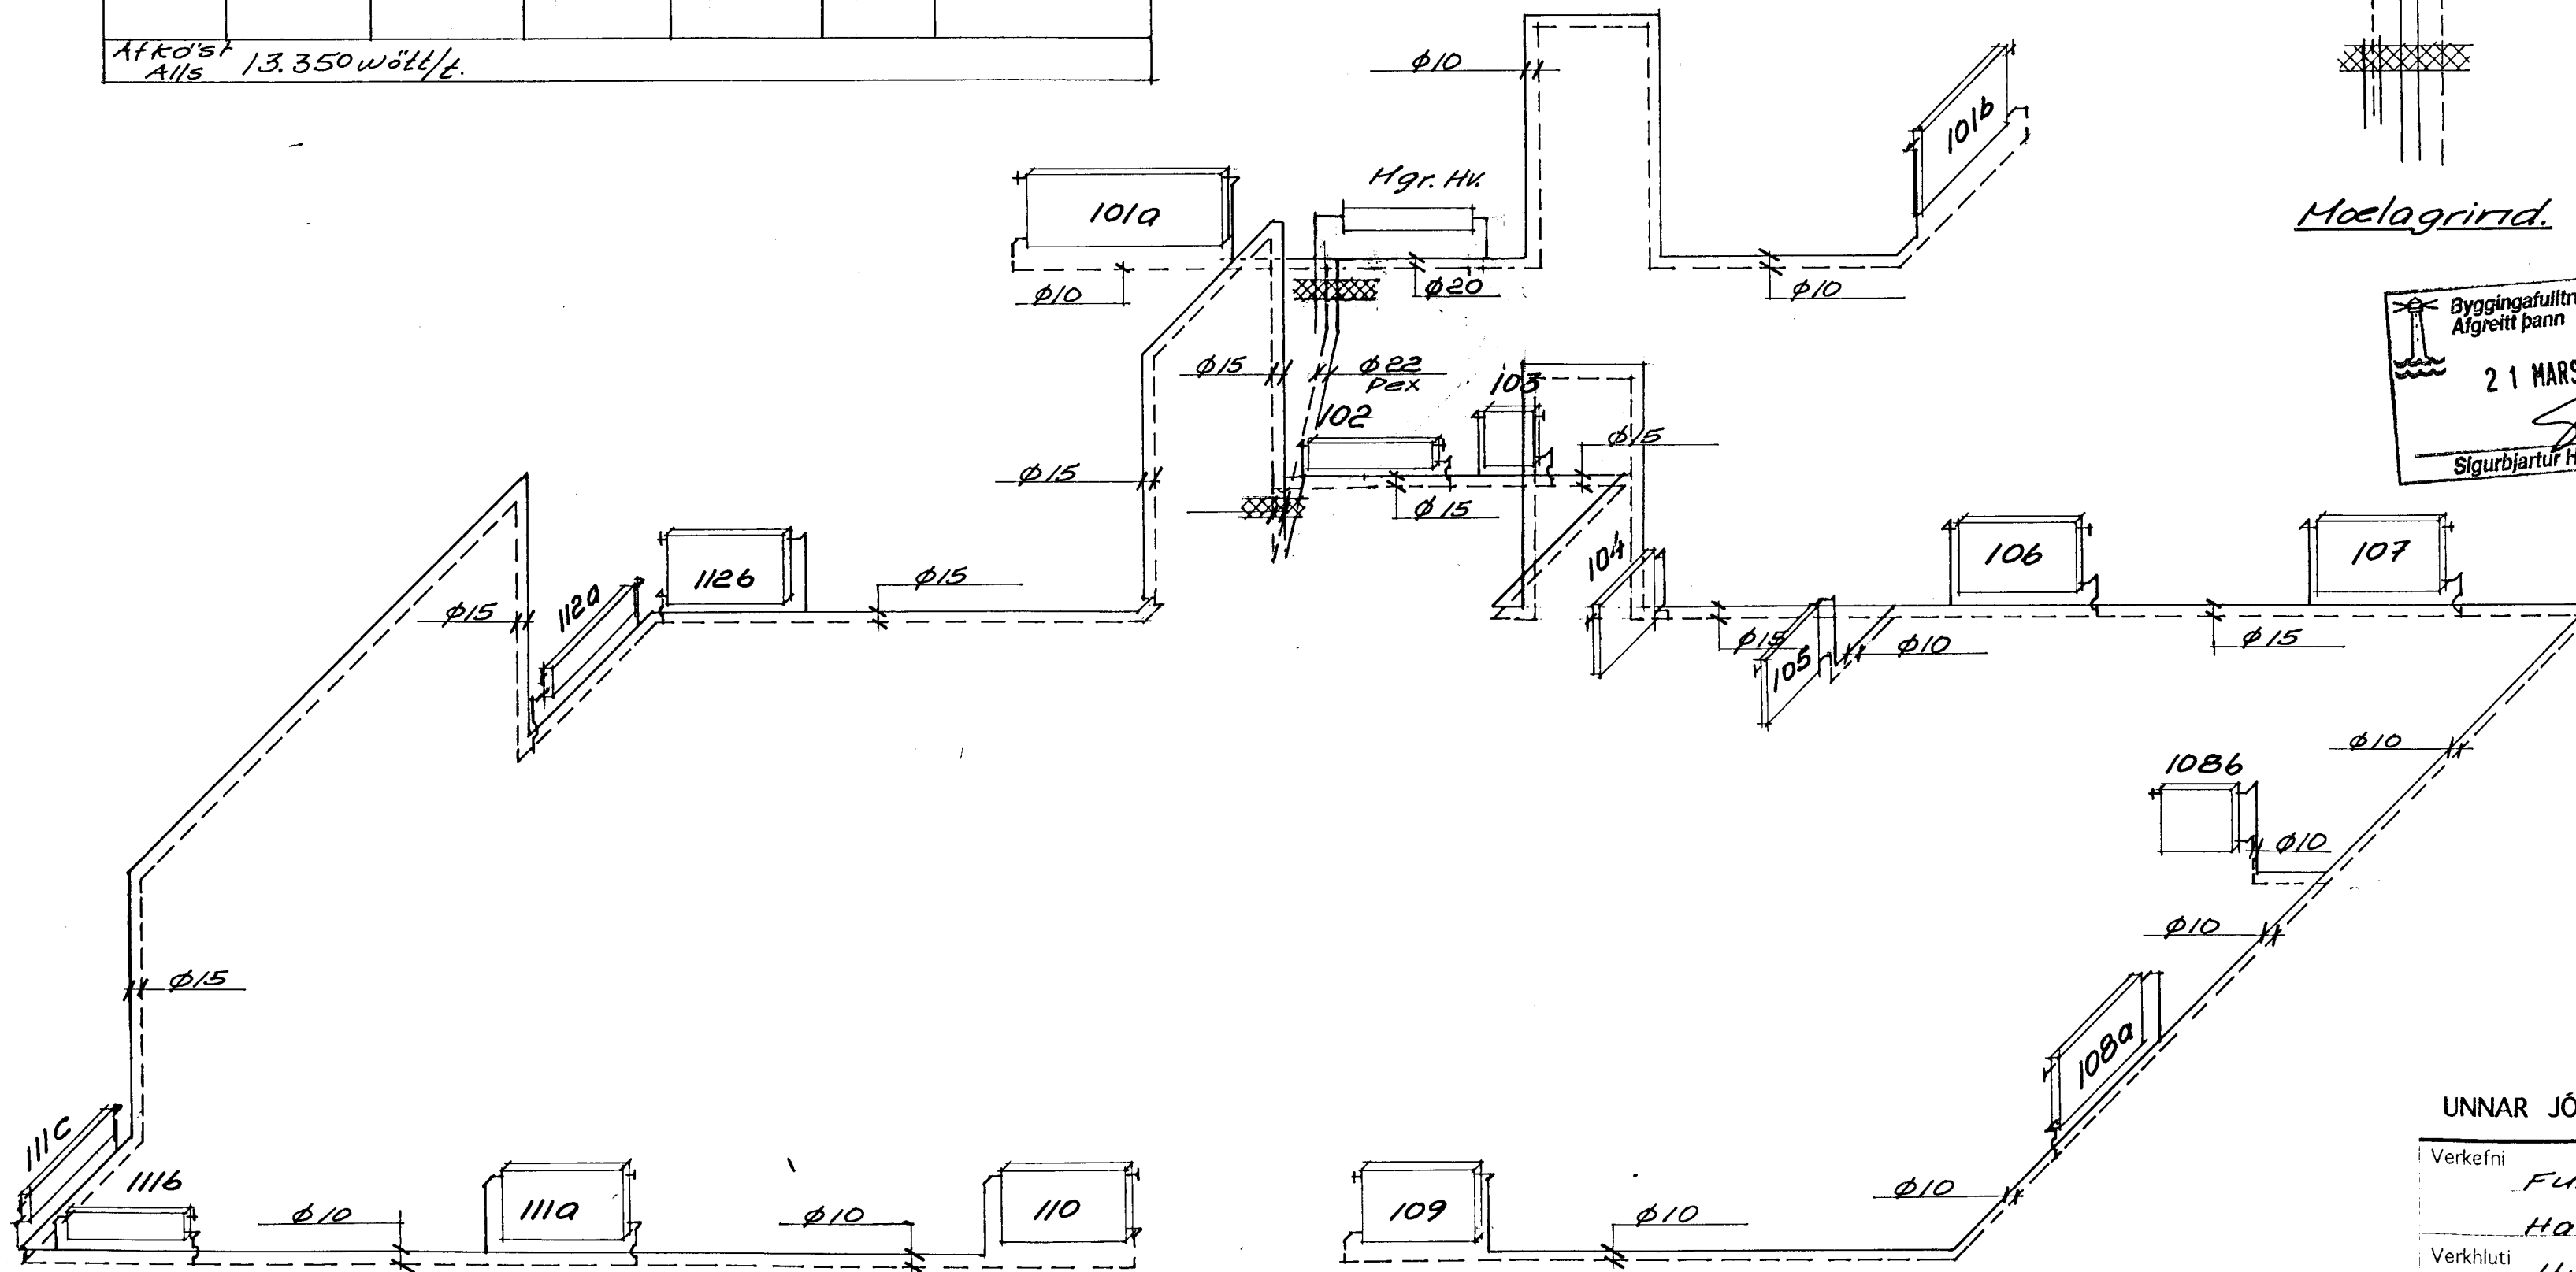 Afköst
Alls 13.350 wött/t.
ø10
101b
Hgr. Hv.
101a
Mælagrind.
ø10
ø20
ø10
Byggingafulltr
Afgreitt þann
21 MARS
Sigurbjartur H
ø15
ø22
Pex
103
102
ø15
ø15
ø15
104
106
107
112b
ø15
112a
ø15
ø15
105
ø10
ø15
ø10
108b
ø10
ø10
ø15
108a
UNNAR JÓ
Verkefni
Fu
Ha
Verkhluti
111c
111b
ø10
111a
ø10
110
109
ø10
ø10